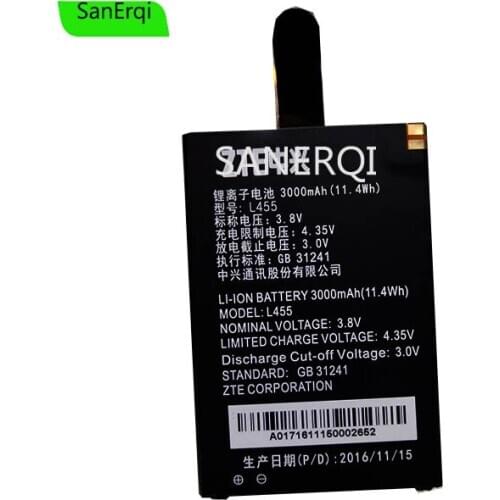 SanErqi
SANERQI
锂离子电池 3000mAh(11.4Wh)
型号: L455
标称电压: 3.8V
充电限制电压: 4.35V
放电截止电压: 3.0V
执行标准: GB 31241
中兴通讯股份有限公司
LI-ION BATTERY 3000mAh(11.4Wh)
MODEL: L455
NOMINAL VOLTAGE: 3.8V
LIMITED CHARGE VOLTAGE: 4.35V
Discharge Cut-off Voltage: 3.0V
STANDARD: GB 31241
ZTE CORPORATION
A0171611150002652
生产日期(P/D): 2016/11/15